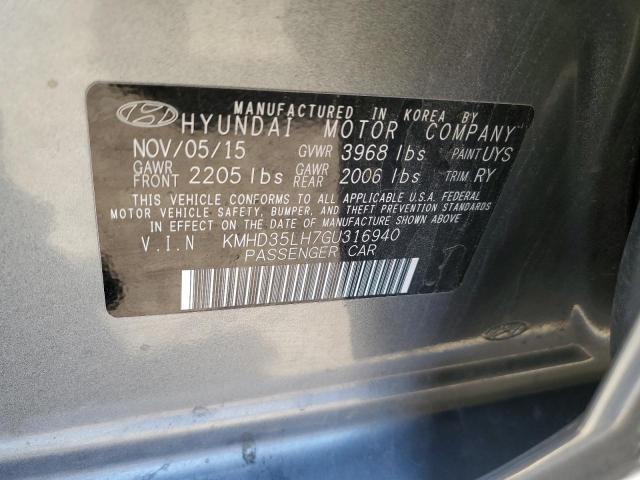 MANUFACTURED IN KOREA BY
HYUNDAI MOTOR COMPANY
NOV/05/15 GVWR 3968 lbs PAINT UYS
GAWR FRONT 2205 lbs GAWR REAR 2006 lbs TRIM RY
THIS VEHICLE CONFORMS TO ALL APPLICABLE U.S.A. FEDERAL
MOTOR VEHICLE SAFETY, BUMPER, AND THEFT PREVENTION STANDARDS
IN EFFECT ON THE DATE OF MANUFACTURE SHOWN ABOVE
V.I.N KMHD35LH7GU316940
PASSENGER CAR